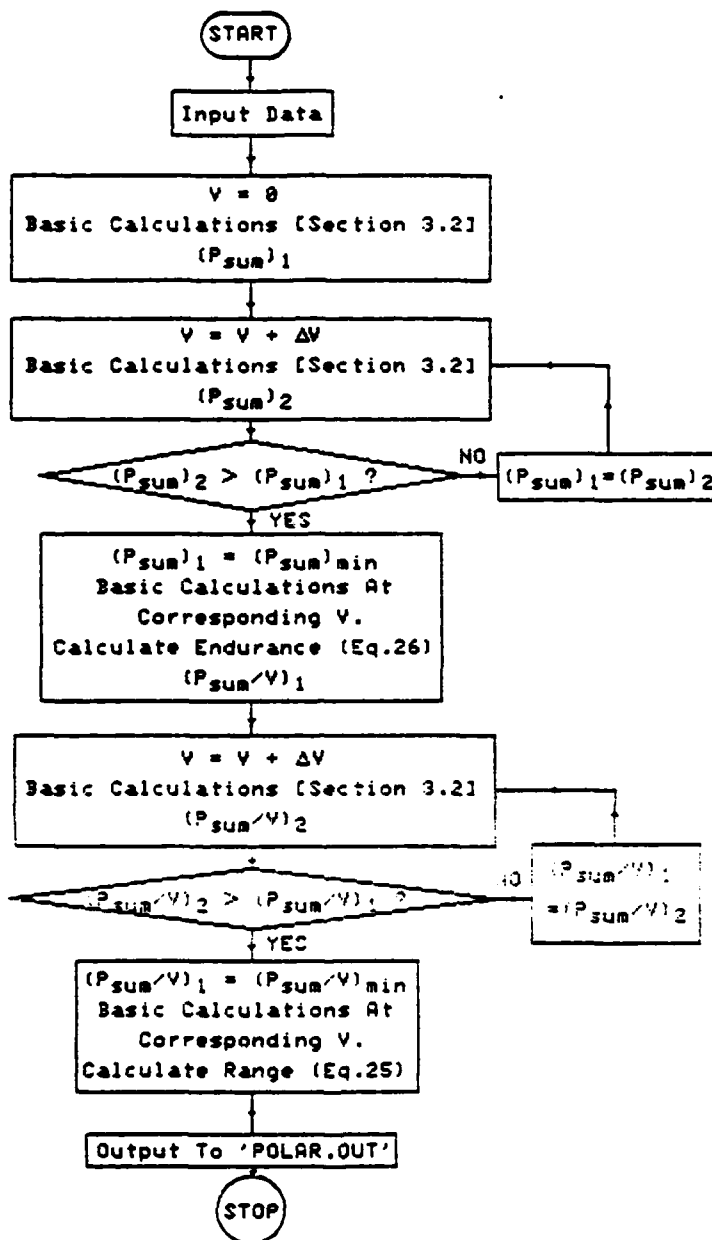 START
Input Data
V = 0
Basic Calculations [Section 3.2]
(Psum)1
V = V + ΔV
Basic Calculations [Section 3.2]
(Psum)2
(Psum)2 > (Psum)1 ?
NO
(Psum)1=(Psum)2
YES
(Psum)1 = (Psum)min
Basic Calculations At
Corresponding V.
Calculate Endurance (Eq.26)
(Psum/V)1
V = V + ΔV
Basic Calculations [Section 3.2]
(Psum/V)2
(Psum/V)2 > (Psum/V)1 ?
NO
(Psum/V)1
=(Psum/V)2
YES
(Psum/V)1 = (Psum/V)min
Basic Calculations At
Corresponding V.
Calculate Range (Eq.25)
Output To 'POLAR.OUT'
STOP